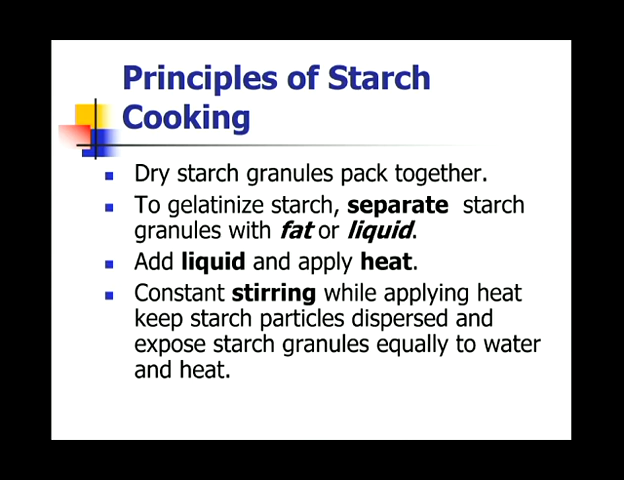 Principles of Starch
Cooking
Dry starch granules pack together.
To gelatinize starch, separate starch
granules with fat or liquid.
Add liquid and apply heat.
Constant stirring while applying heat
keep starch particles dispersed and
expose starch granules equally to water
and heat.